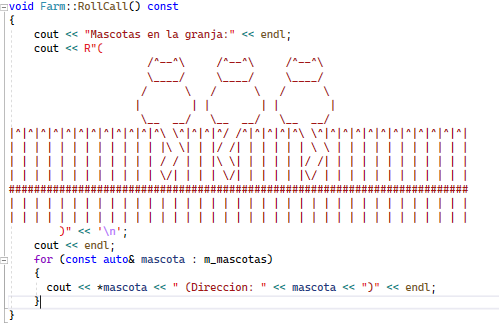 void Farm::RollCall() const
{
    cout << "Mascotas en la granja:" << endl;
    cout << R"(
                      /^--^\     /^--^\     /^--^\
                      \____/     \____/     \____/
                     /      \   /      \   /      \
                    |        | |        | |        |
                     \__  __/   \__  __/   \__  __/
|^|^|^|^|^|^|^|^|^|^|^|^\ \^|^|^|^/ /^|^|^|^|^\ \^|^|^|^|^|^|^|^|^|^|^|^|
| | | | | | | | | | | | |\ \| | |/ /| | | | | | \ \ | | | | | | | | | | |
| | | | | | | | | | | | / / | | |\ \| | | | | |/ /| | | | | | | | | | | |
| | | | | | | | | | | | \/| | | | \/| | | | | |\/ | | | | | | | | | | | |
#########################################################################
| | | | | | | | | | | | | | | | | | | | | | | | | | | | | | | | | | | | |
| | | | | | | | | | | | | | | | | | | | | | | | | | | | | | | | | | | | |
        )" << '\n';
    cout << endl;
    for (const auto& mascota : m_mascotas)
    {
      cout << *mascota << " (Direccion: " << mascota << ")" << endl;
    }
}